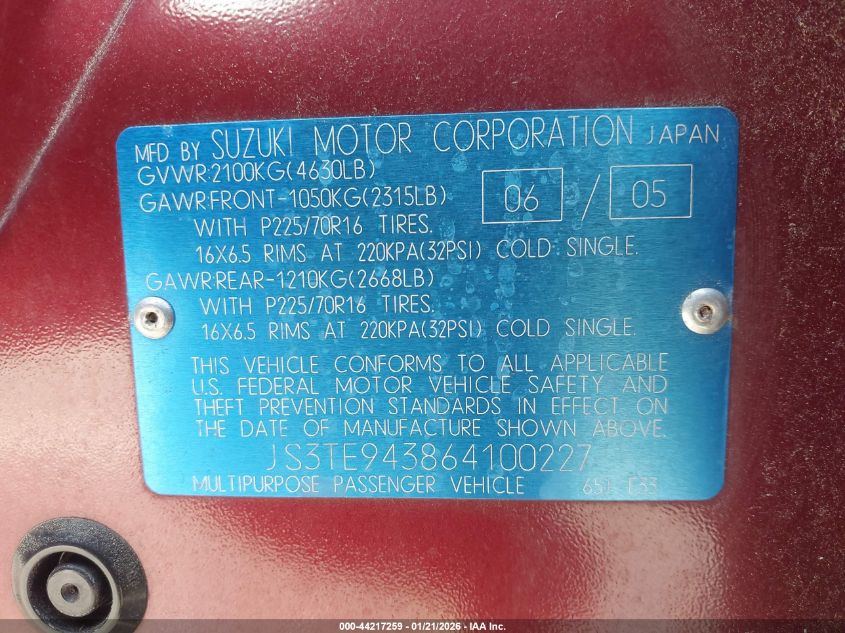 MFD BY SUZUKI MOTOR CORPORATION JAPAN
GVWR:2100KG(4630LB)
GAWR:FRONT-1050KG(2315LB) 06 / 05
WITH P225/70R16 TIRES.
16X6.5 RIMS AT 220KPA(32PSI) COLD SINGLE.
GAWR:REAR-1210KG(2668LB)
WITH P225/70R16 TIRES.
16X6.5 RIMS AT 220KPA(32PSI) COLD SINGLE.
THIS VEHICLE CONFORMS TO ALL APPLICABLE
U.S. FEDERAL MOTOR VEHICLE SAFETY AND
THEFT PREVENTION STANDARDS IN EFFECT ON
THE DATE OF MANUFACTURE SHOWN ABOVE.
JS3TE943864100227
MULTIPURPOSE PASSENGER VEHICLE E33
000-44217259 - 01/21/2026 - IAA Inc.